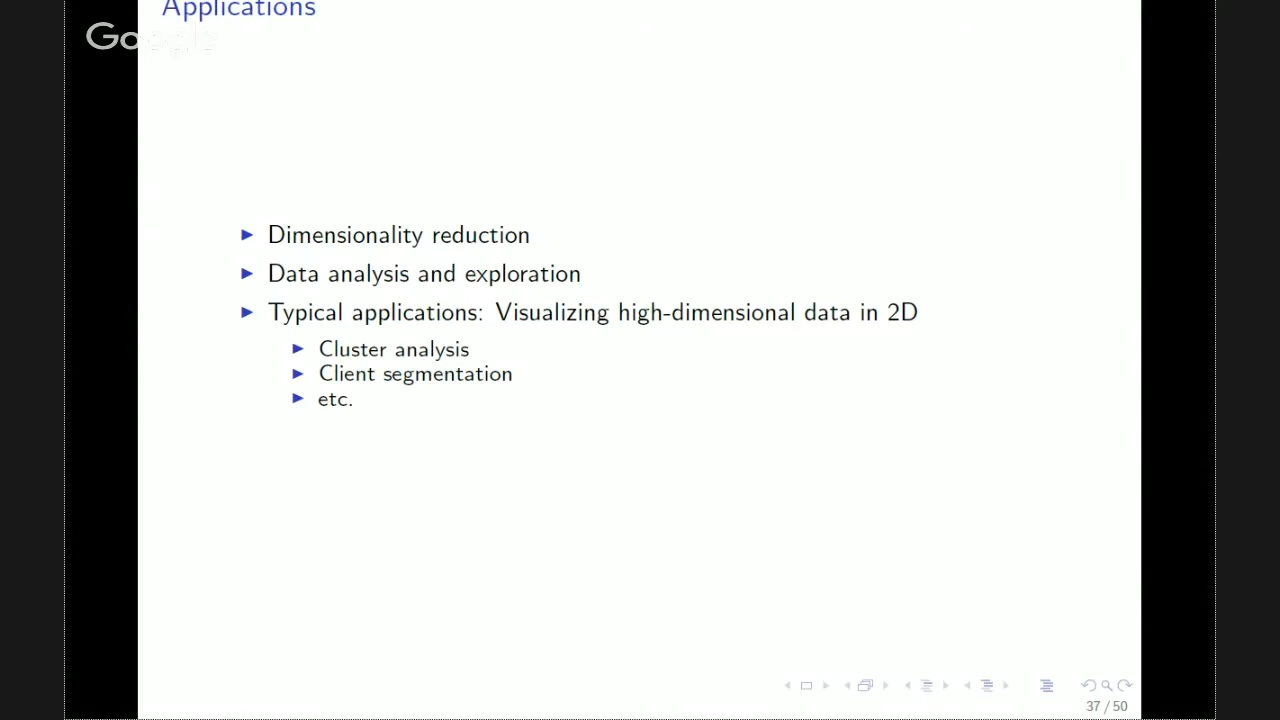 Applications
Google
Dimensionality reduction
Data analysis and exploration
Typical applications: Visualizing high-dimensional data in 2D
Cluster analysis
Client segmentation
etc.
37 / 50